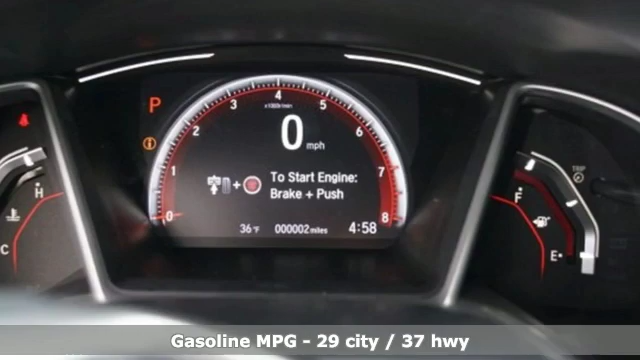 4
3 5
x1000r/min
P
2 0 6
mph
1 To Start Engine: 7
+ Brake + Push
0 8
36°F 000002 miles 4:58
H
C
TRIP
F
E
Gasoline MPG - 29 city / 37 hwy